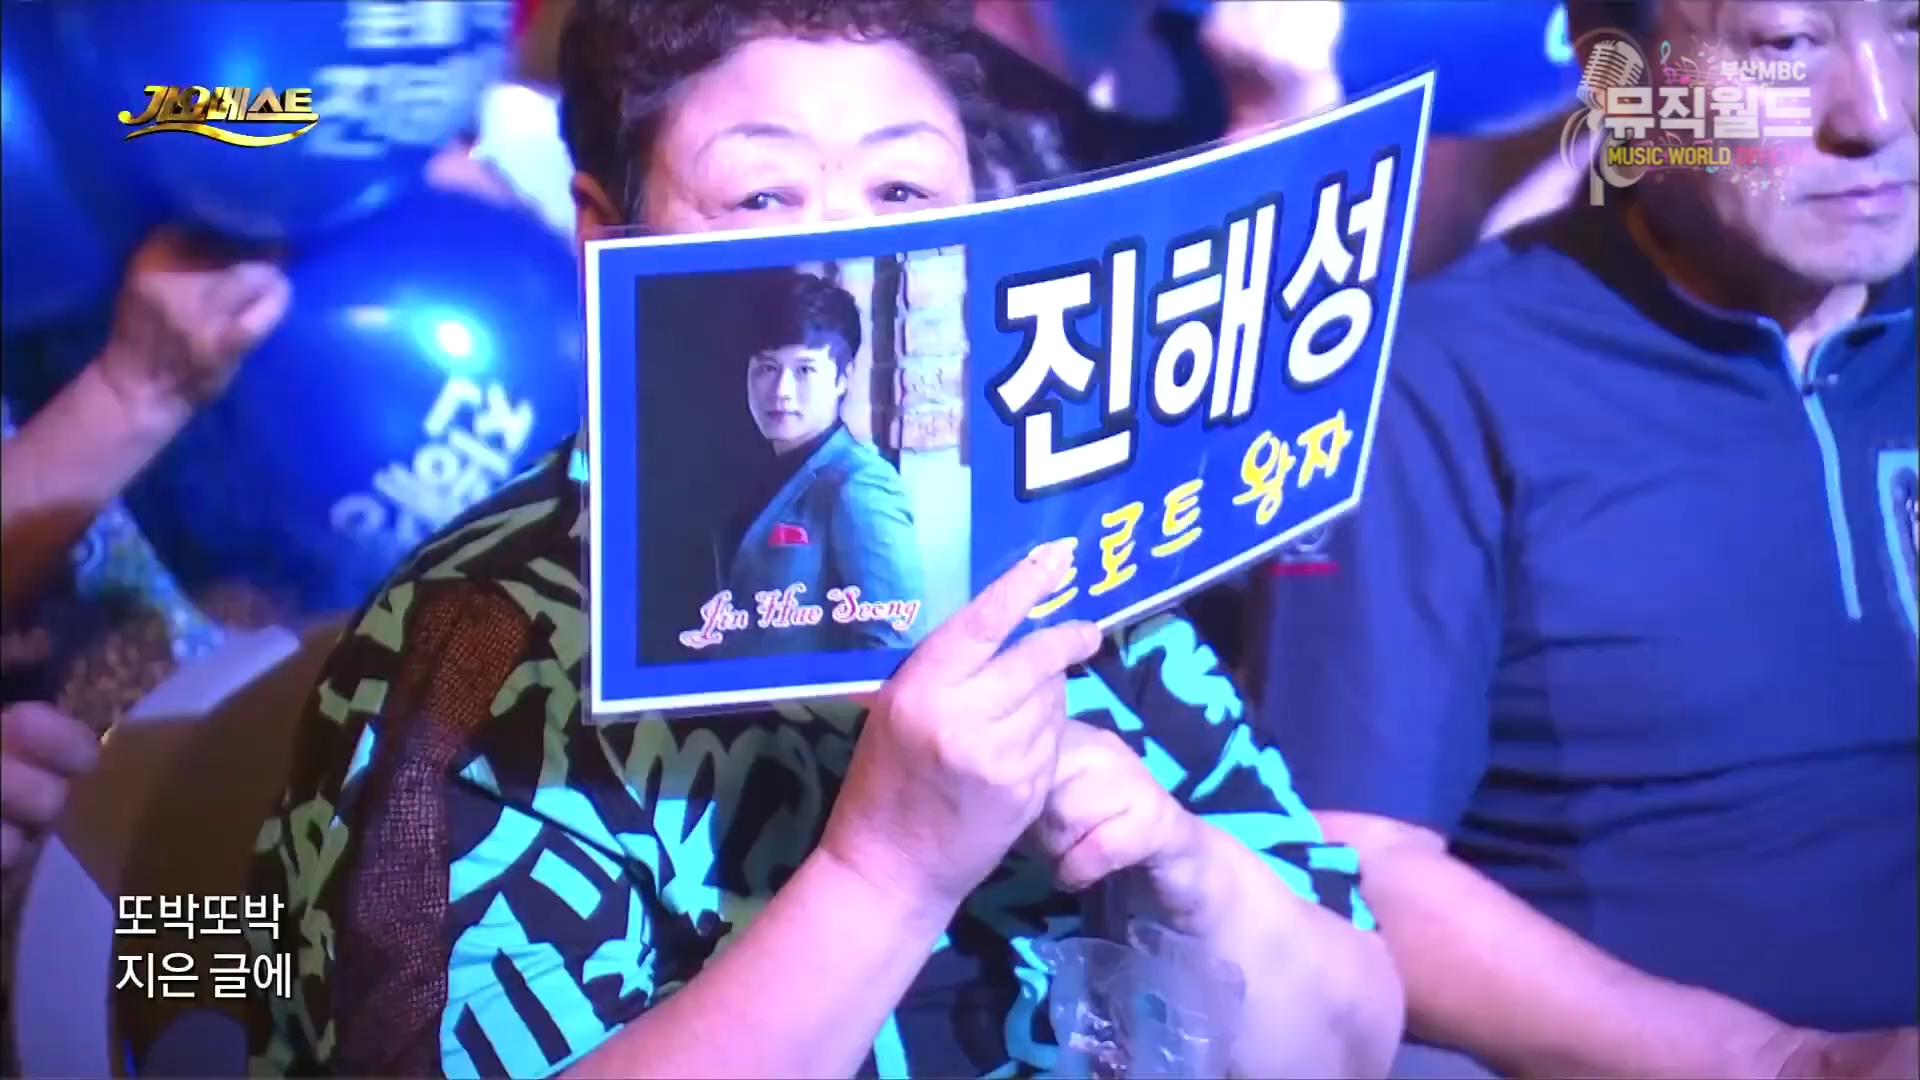 가요베스트
부산MBC
뮤직월드
MUSIC WORLD OFFICIAL
진해성
트로트 왕자
Jin Hae Seong
또박또박
지은 글에